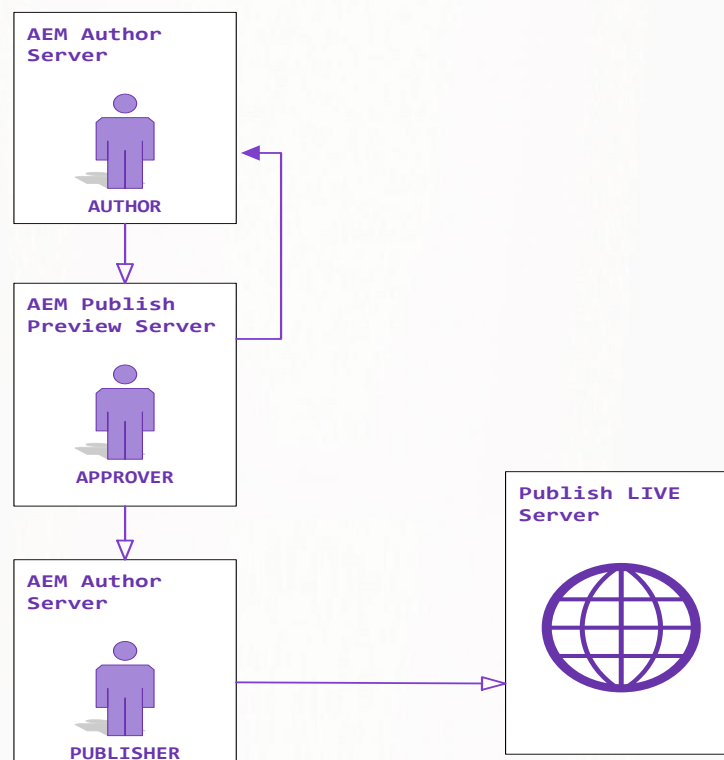 AEM Author
Server
AUTHOR
AEM Publish
Preview Server
APPROVER
AEM Author
Server
PUBLISHER
Publish LIVE
Server